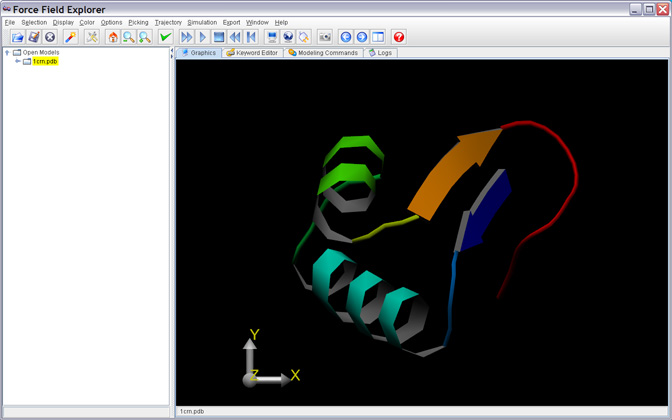 Force Field Explorer
File Selection Display Color Options Picking Trajectory Simulation Export Window Help
Open Models
1crn.pdb
Graphics Keyword Editor Modeling Commands Logs
Y
Z X
1crn.pdb